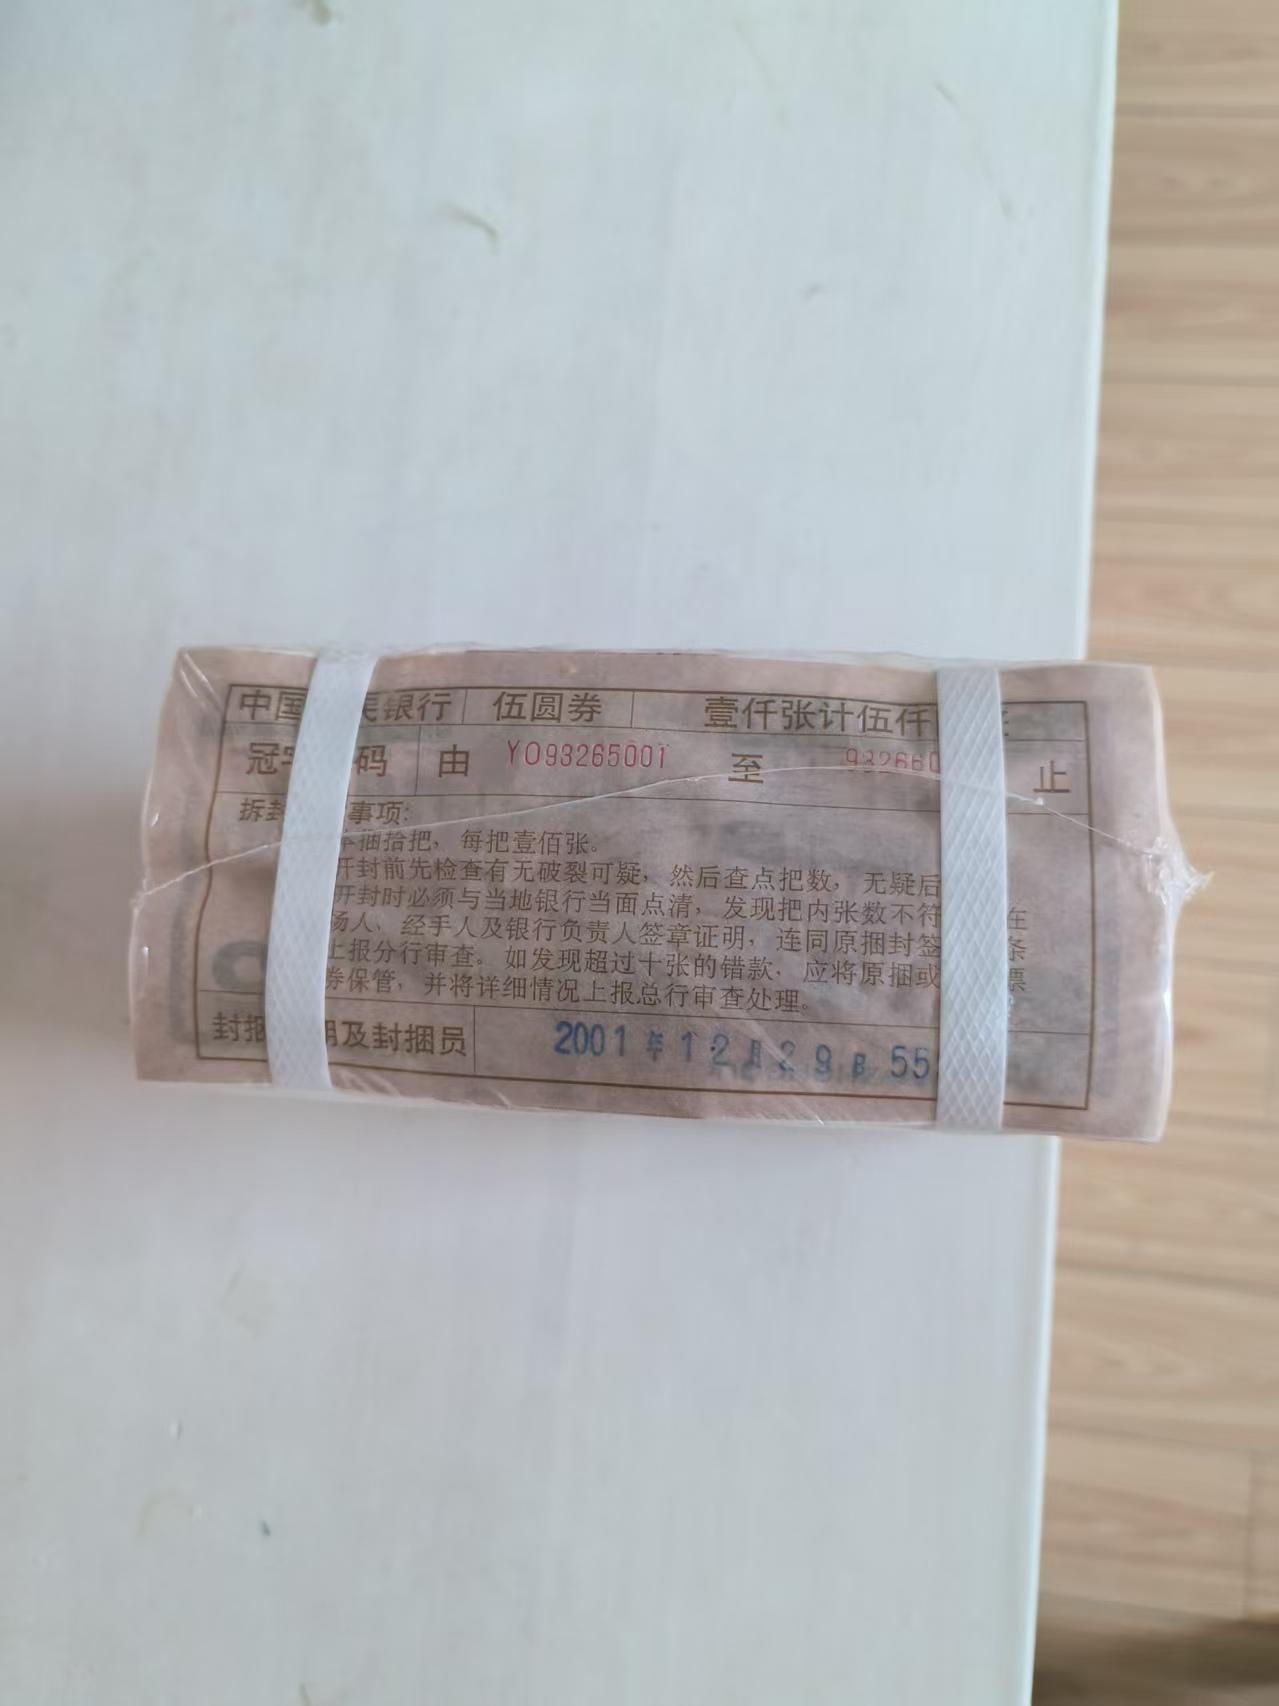 中国 民银行 伍圆券 壹仟张计伍仟
冠字 码 由 YO93265001 至 932660 止
拆封 事项:
本捆拾把，每把壹佰张。
开封前先检查有无破裂可疑，然后查点把数，无疑后
开封时必须与当地银行当面点清，发现把内张数不符 在
场人、经手人及银行负责人签章证明，连同原捆封签 条
上报分行审查。如发现超过十张的错款，应将原捆或 票
券保管，并将详细情况上报总行审查处理。
封捆 期及封捆员 2001年12月29日 55